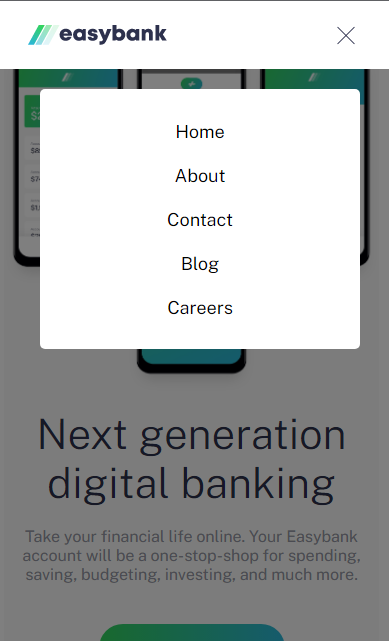 easybank
Home
About
Contact
Blog
Careers
Next generation
digital banking
Take your financial life online. Your Easybank
account will be a one-stop-shop for spending,
saving, budgeting, investing, and much more.